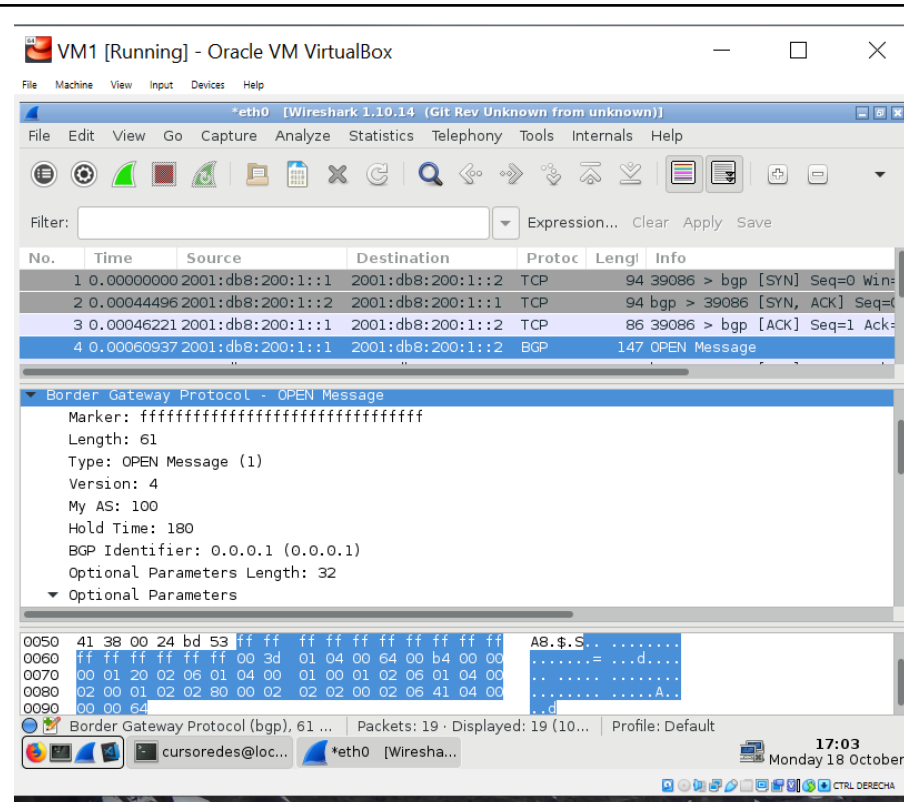 VM1 [Running] - Oracle VM VirtualBox
File Machine View Input Devices Help
*eth0 [Wireshark 1.10.14 (Git Rev Unknown from unknown)]
File Edit View Go Capture Analyze Statistics Telephony Tools Internals Help
Filter: Expression... Clear Apply Save
No. Time Source Destination Protoc Lengt Info
1 0.00000000 2001:db8:200:1::1 2001:db8:200:1::2 TCP 94 39086 > bgp [SYN] Seq=0 Win=
2 0.00044496 2001:db8:200:1::2 2001:db8:200:1::1 TCP 94 bgp > 39086 [SYN, ACK] Seq=0
3 0.00046221 2001:db8:200:1::1 2001:db8:200:1::2 TCP 86 39086 > bgp [ACK] Seq=1 Ack=
4 0.00060937 2001:db8:200:1::1 2001:db8:200:1::2 BGP 147 OPEN Message
Border Gateway Protocol - OPEN Message
Marker: ffffffffffffffffffffffffffffffff
Length: 61
Type: OPEN Message (1)
Version: 4
My AS: 100
Hold Time: 180
BGP Identifier: 0.0.0.1 (0.0.0.1)
Optional Parameters Length: 32
Optional Parameters
0050 41 38 00 24 bd 53 ff ff ff ff ff ff ff ff ff ff A8.$.S.. ........
0060 ff ff ff ff ff ff 00 3d 01 04 00 64 00 b4 00 00 .......= ...d....
0070 00 01 20 02 06 01 04 00 01 00 01 02 06 01 04 00 .. ..... ........
0080 02 00 01 02 02 80 00 02 02 02 00 02 06 41 04 00 ........ .....A..
0090 00 00 64 ..d
Border Gateway Protocol (bgp), 61 ... Packets: 19 · Displayed: 19 (10... Profile: Default
cursoredes@loc... *eth0 [Wiresha... 17:03
Monday 18 October
CTRL DERECHA